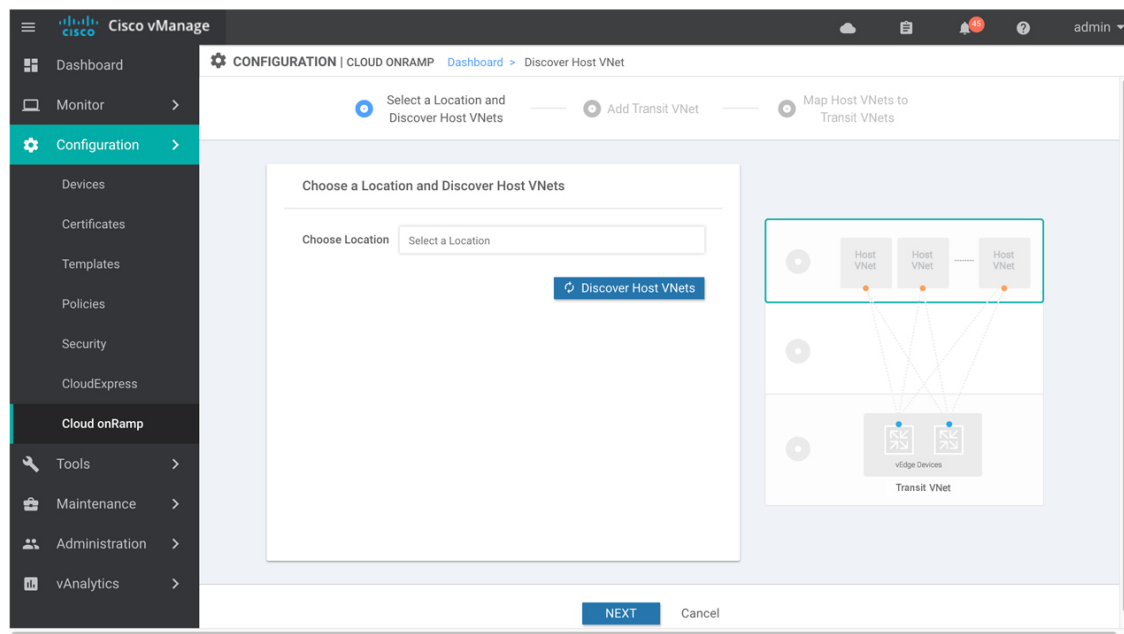 cisco Cisco vManage
45
admin
Dashboard
Monitor
Configuration
Devices
Certificates
Templates
Policies
Security
CloudExpress
Cloud onRamp
Tools
Maintenance
Administration
vAnalytics
CONFIGURATION | CLOUD ONRAMP Dashboard > Discover Host VNet
Select a Location and
Discover Host VNets
Add Transit VNet
Map Host VNets to
Transit VNets
Choose a Location and Discover Host VNets
Choose Location Select a Location
Discover Host VNets
Host
VNet
Host
VNet
Host
VNet
vEdge Devices
Transit VNet
NEXT Cancel